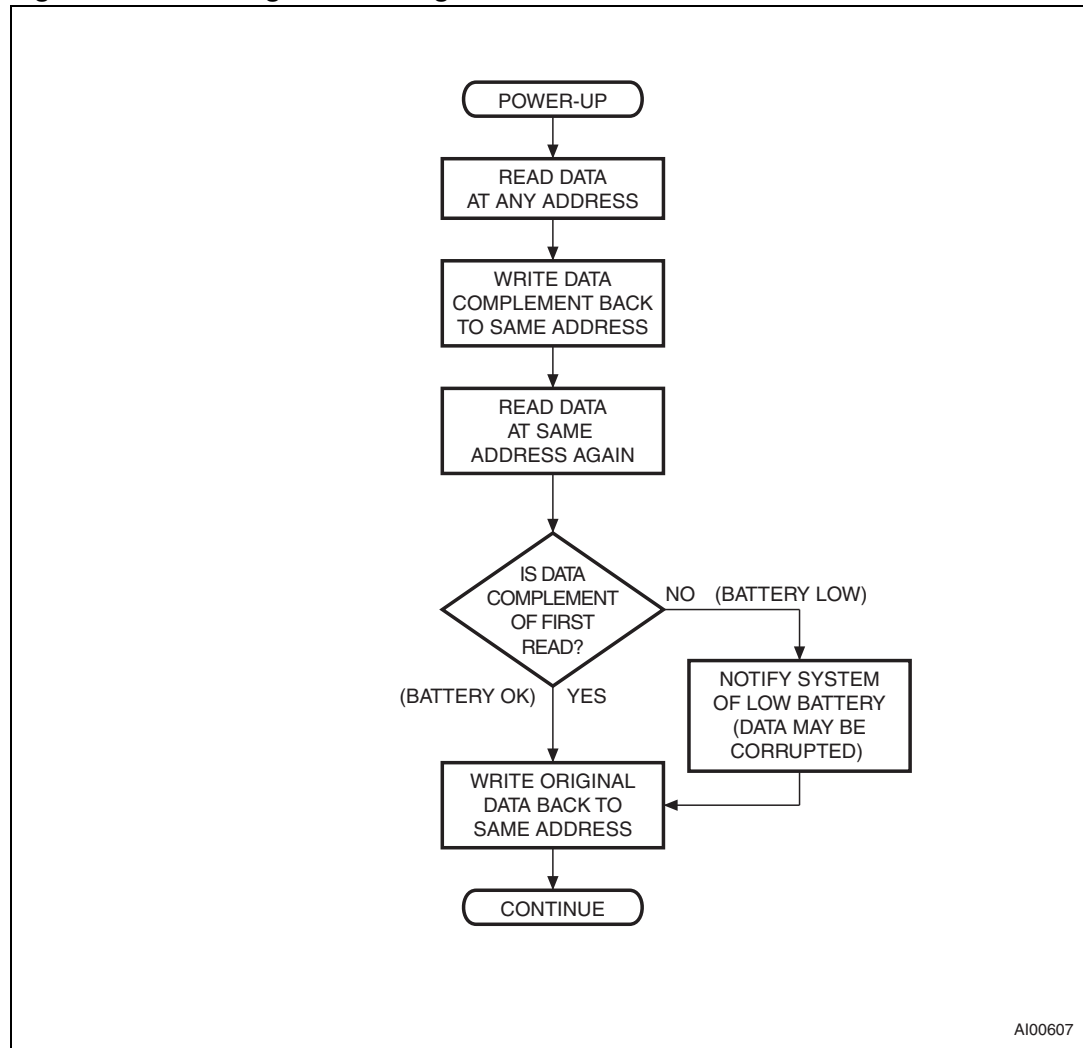 POWER-UP
READ DATA
AT ANY ADDRESS
WRITE DATA
COMPLEMENT BACK
TO SAME ADDRESS
READ DATA
AT SAME
ADDRESS AGAIN
IS DATA
COMPLEMENT
OF FIRST
READ?
NO (BATTERY LOW)
NOTIFY SYSTEM
OF LOW BATTERY
(DATA MAY BE
CORRUPTED)
(BATTERY OK) YES
WRITE ORIGINAL
DATA BACK TO
SAME ADDRESS
CONTINUE
AI00607